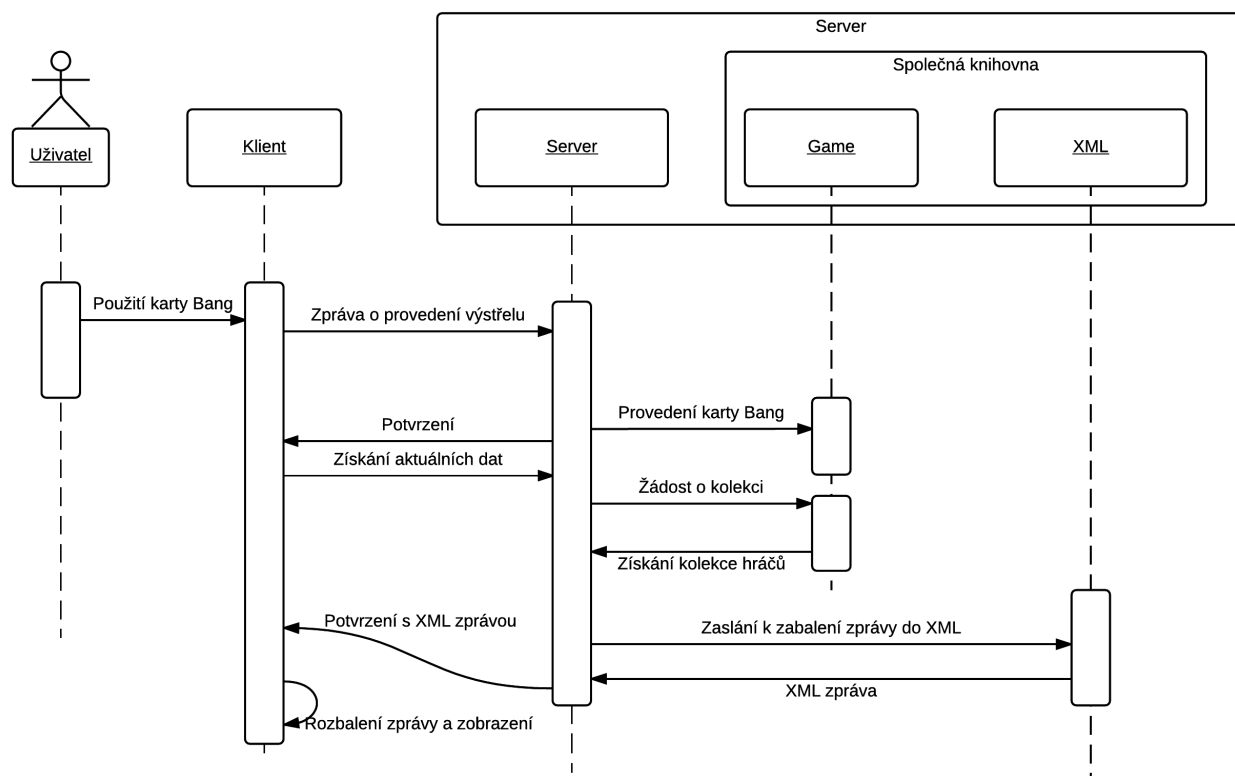 Server
Společná knihovna
Uživatel
Klient
Server
Game
XML
Použití karty Bang
Zpráva o provedení výstřelu
Provedení karty Bang
Potvrzení
Získání aktuálních dat
Žádost o kolekci
Získání kolekce hráčů
Potvrzení s XML zprávou
Zaslání k zabalení zprávy do XML
XML zpráva
Rozbalení zprávy a zobrazení